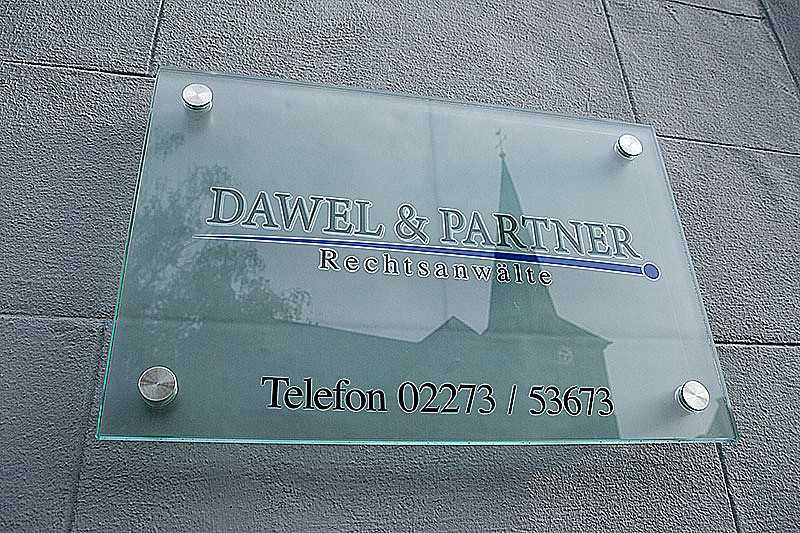 DAWEL & PARTNER
Rechtsanwälte
Telefon 02273 / 53673